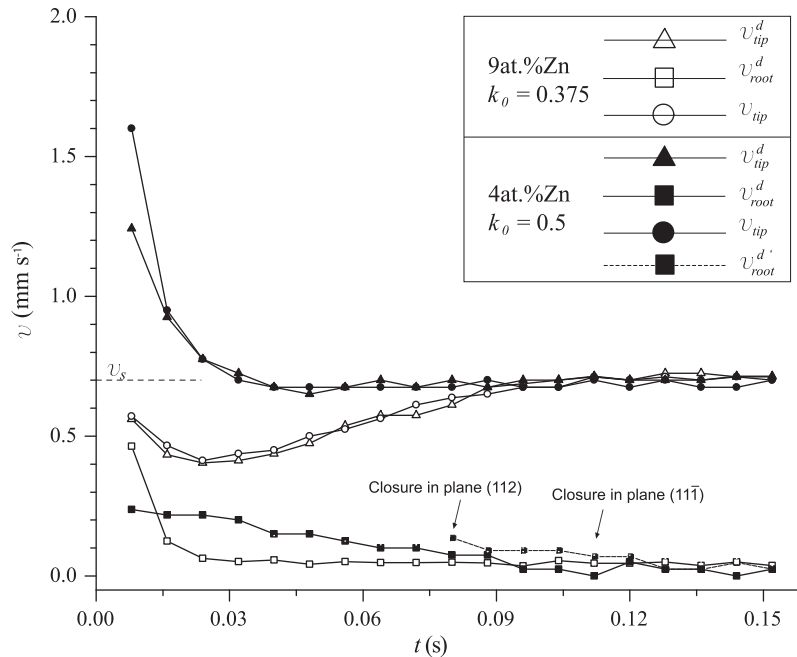 2.0
1.5
1.0
0.5
0.0
υ (mm s⁻¹)
υₛ
9at.%Zn
k₀ = 0.375
υ^d_tip
υ^d_root
υ_tip
4at.%Zn
k₀ = 0.5
υ^d_tip
υ^d_root
υ_tip
υ^d'_root
Closure in plane (112)
Closure in plane (111̅)
0.00 0.03 0.06 0.09 0.12 0.15
t (s)